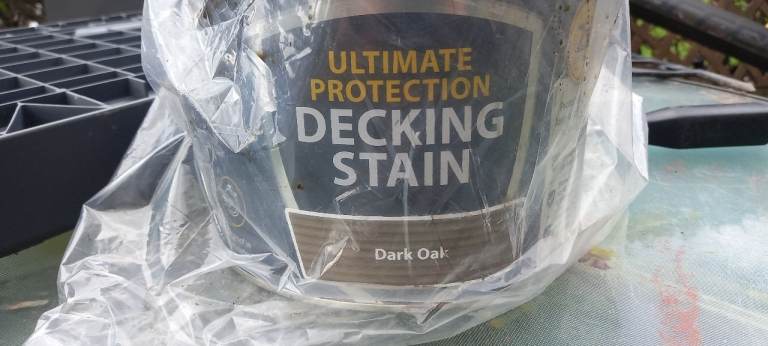 ULTIMATE
PROTECTION
DECKING
STAIN
Dark Oak